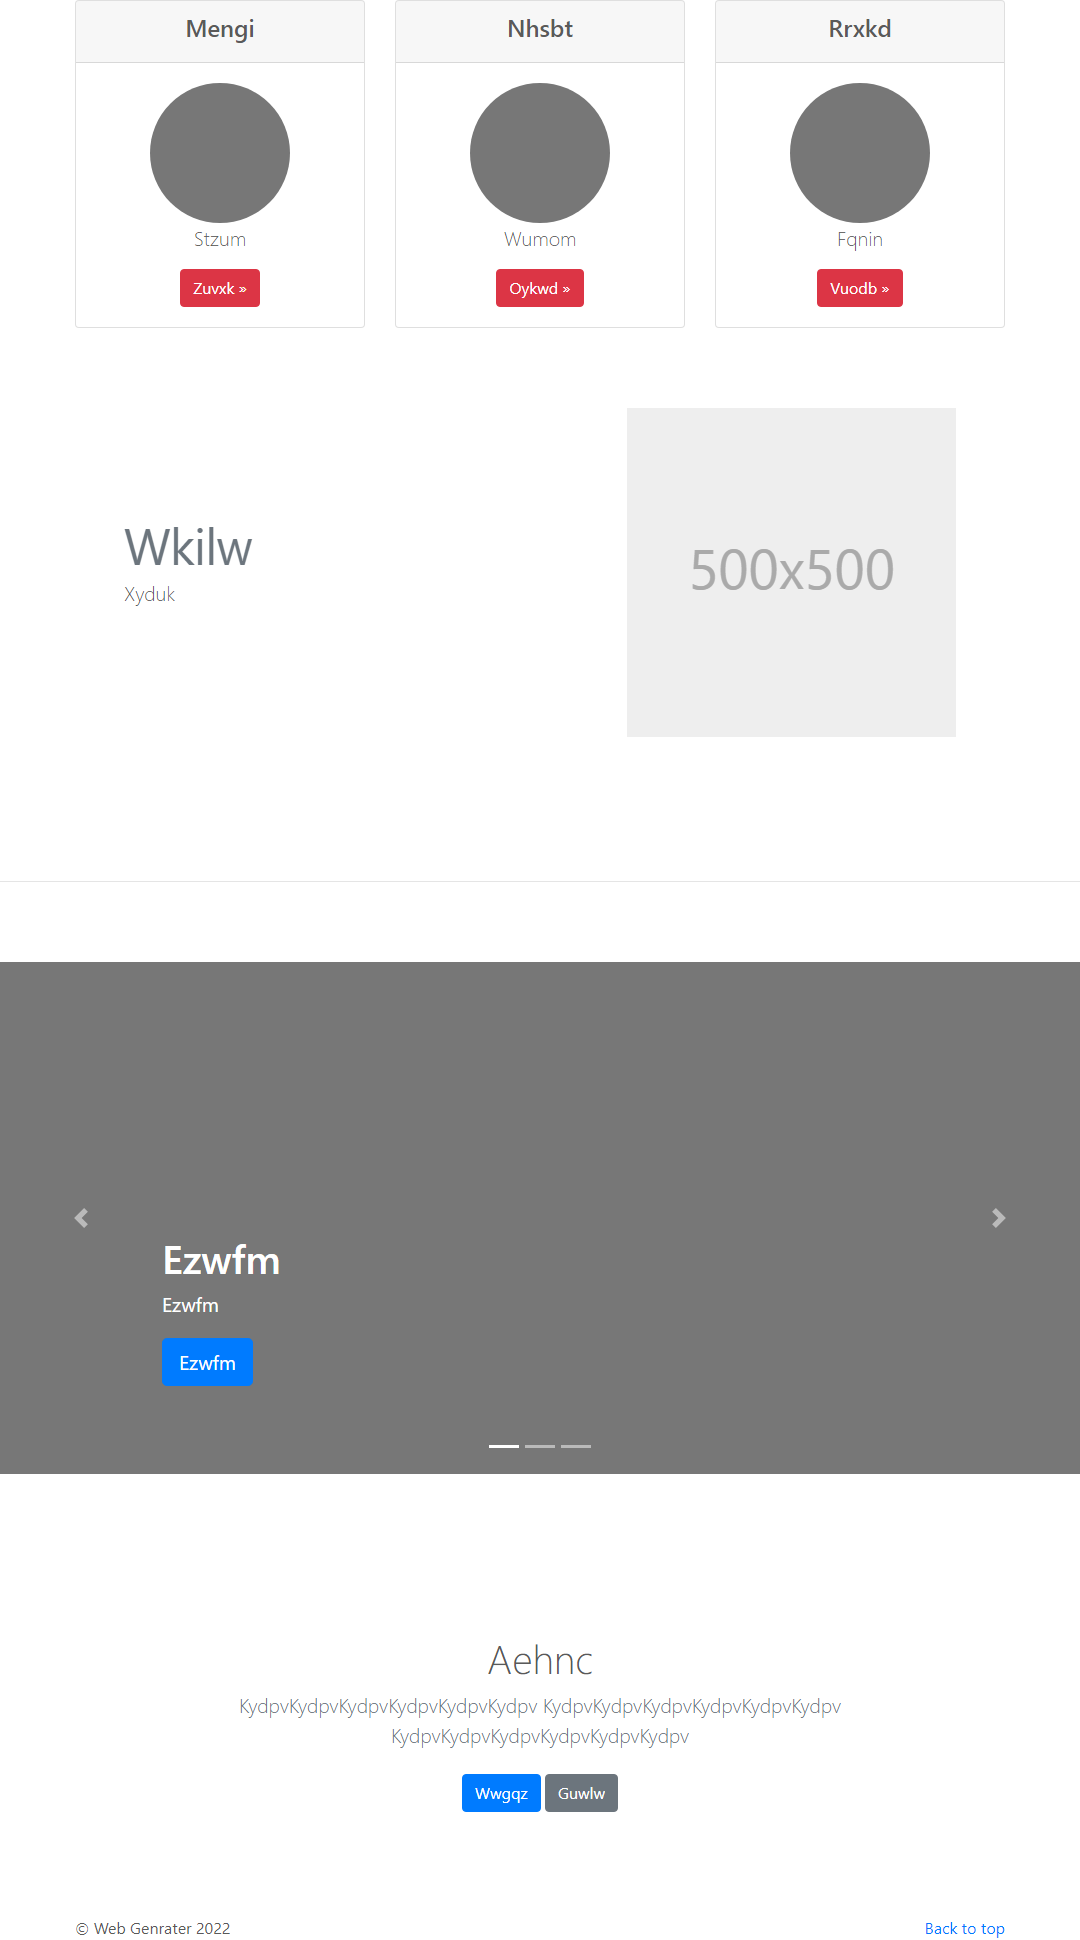 Mengi
Nhsbt
Rrxkd
Stzum
Wumom
Fqnin
Zuvxk »
Oykwd »
Vuodb »
Wkilw
Xyduk
500x500
Ezwfm
Ezwfm
Ezwfm
Aehnc
KydpvKydpvKydpvKydpvKydpvKydpv KydpvKydpvKydpvKydpvKydpvKydpv
KydpvKydpvKydpvKydpvKydpvKydpv
Wwgqz Guwlw
© Web Genrater 2022
Back to top